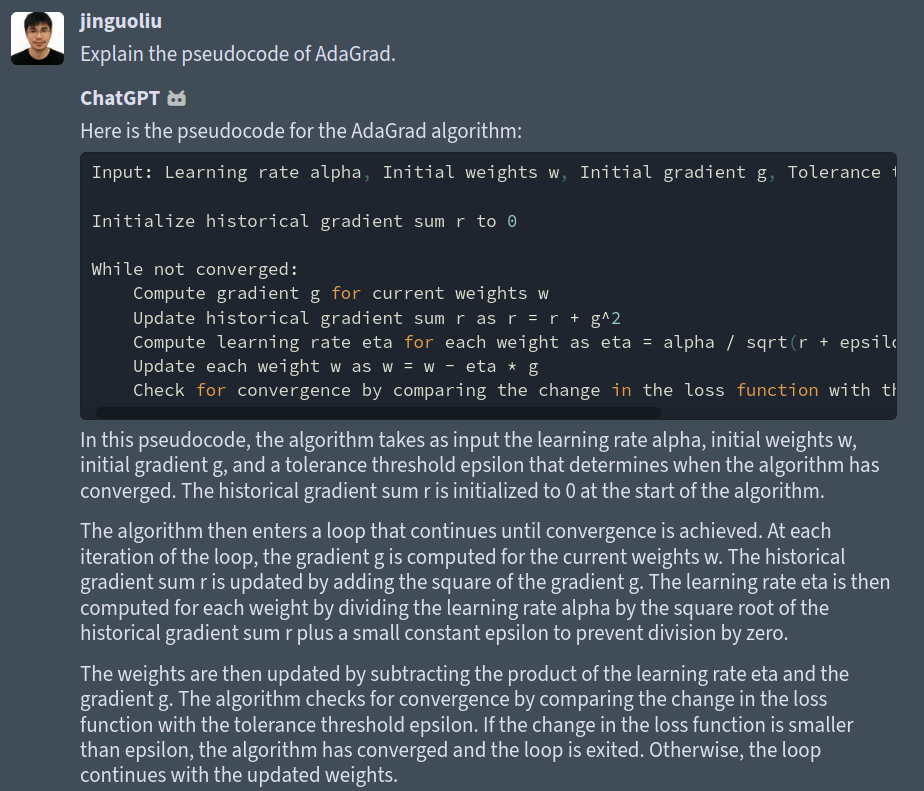 jinguoliu
Explain the pseudocode of AdaGrad.
ChatGPT
Here is the pseudocode for the AdaGrad algorithm:
Input: Learning rate alpha, Initial weights w, Initial gradient g, Tolerance
Initialize historical gradient sum r to 0
While not converged:
    Compute gradient g for current weights w
    Update historical gradient sum r as r = r + g^2
    Compute learning rate eta for each weight as eta = alpha / sqrt(r +
    Update each weight w as w = w - eta * g
    Check for convergence by comparing the change in the loss function with
In this pseudocode, the algorithm takes as input the learning rate alpha, initial weights w,
initial gradient g, and a tolerance threshold epsilon that determines when the algorithm has
converged. The historical gradient sum r is initialized to 0 at the start of the algorithm.
The algorithm then enters a loop that continues until convergence is achieved. At each
iteration of the loop, the gradient g is computed for the current weights w. The historical
gradient sum r is updated by adding the square of the gradient g. The learning rate eta is then
computed for each weight by dividing the learning rate alpha by the square root of the
historical gradient sum r plus a small constant epsilon to prevent division by zero.
The weights are then updated by subtracting the product of the learning rate eta and the
gradient g. The algorithm checks for convergence by comparing the change in the loss
function with the tolerance threshold epsilon. If the change in the loss function is smaller
than epsilon, the algorithm has converged and the loop is exited. Otherwise, the loop
continues with the updated weights.